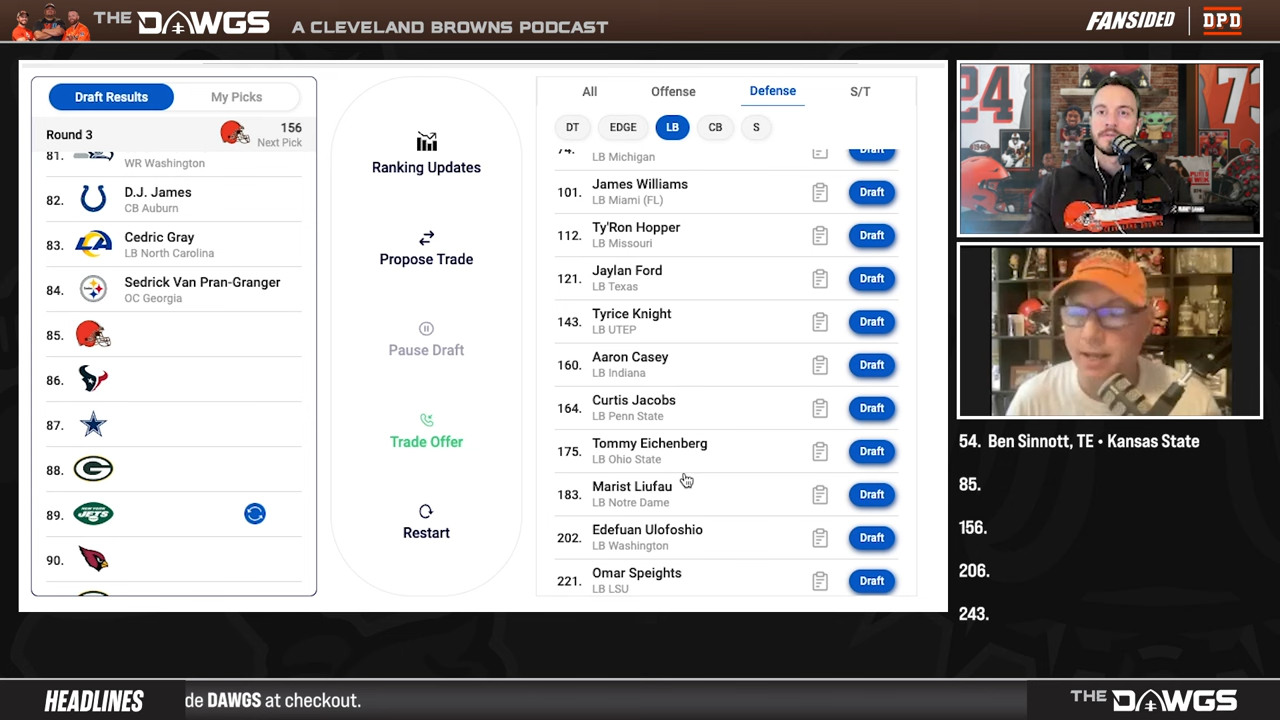 THE DAWGS A CLEVELAND BROWNS PODCAST
FANSIDED DPD
Draft Results My Picks
Round 3 156
Next Pick
81.
WR Washington
82. D.J. James
CB Auburn
83. Cedric Gray
LB North Carolina
84. Sedrick Van Pran-Granger
OC Georgia
85.
86.
87.
88.
89.
90.
Ranking Updates
Propose Trade
Pause Draft
Trade Offer
Restart
All Offense Defense S/T
DT EDGE LB CB S
74. Draft
LB Michigan
101. James Williams Draft
LB Miami (FL)
112. Ty'Ron Hopper Draft
LB Missouri
121. Jaylan Ford Draft
LB Texas
143. Tyrice Knight Draft
LB UTEP
160. Aaron Casey Draft
LB Indiana
164. Curtis Jacobs Draft
LB Penn State
175. Tommy Eichenberg Draft
LB Ohio State
183. Marist Liufau Draft
LB Notre Dame
202. Edefuan Ulofoshio Draft
LB Washington
221. Omar Speights Draft
LB LSU
24
73
54. Ben Sinnott, TE • Kansas State
85.
156.
206.
243.
HEADLINES de DAWGS at checkout.
THE DAWGS